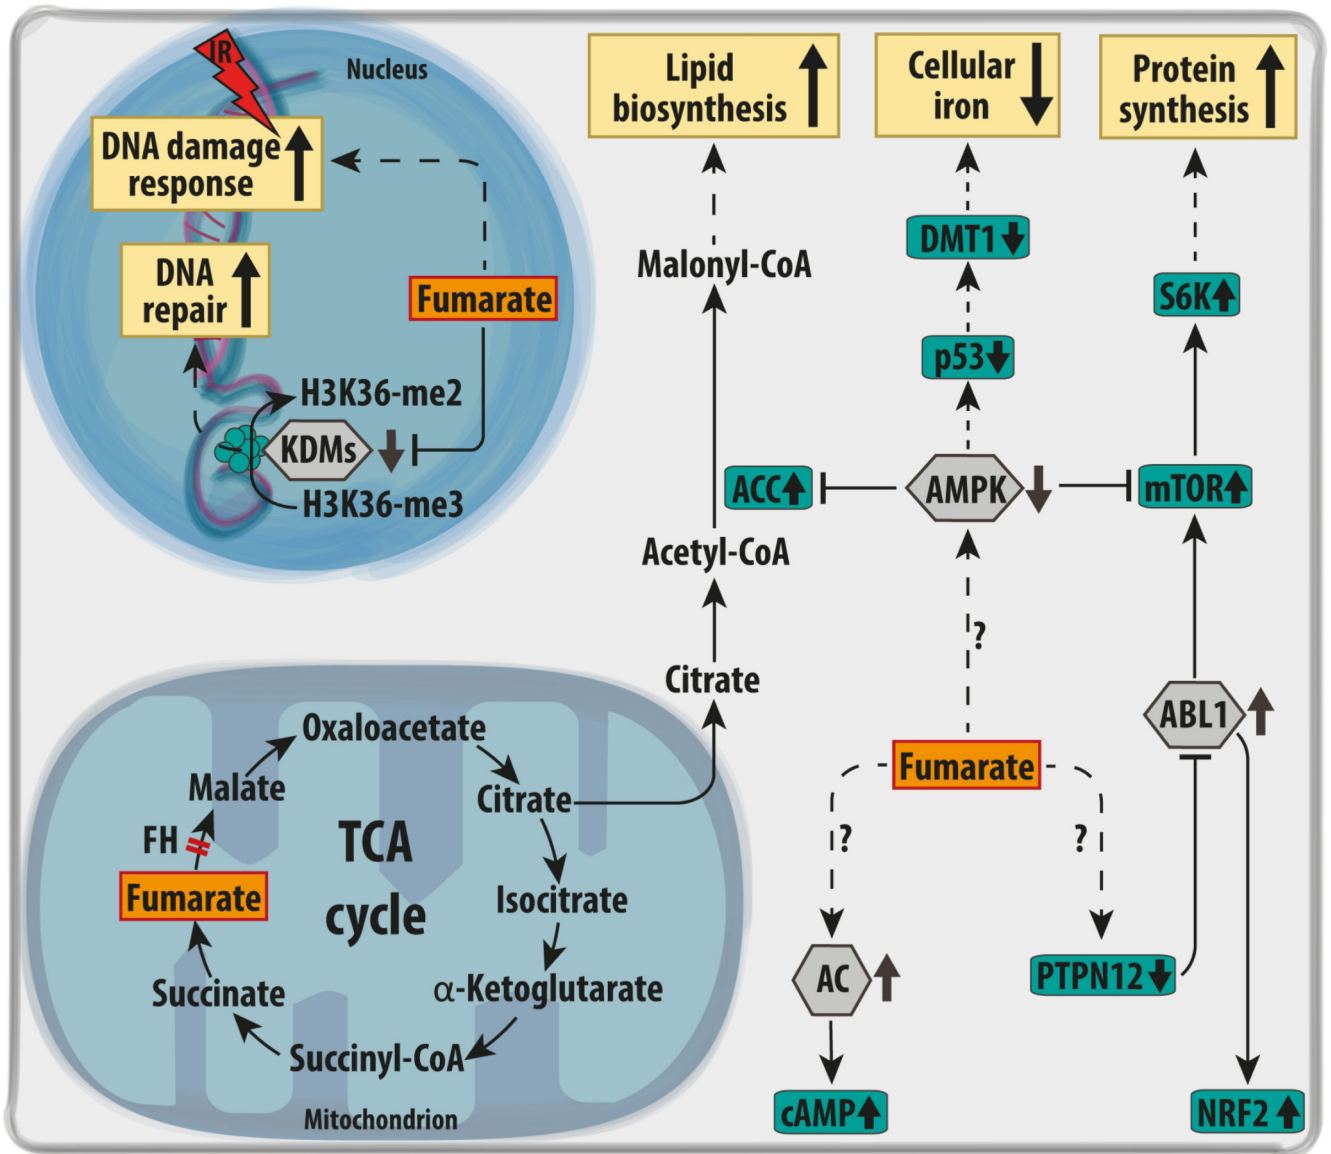 IR
Nucleus
DNA damage
response
DNA
repair
Fumarate
H3K36-me2
KDMs
H3K36-me3
Lipid
biosynthesis
Cellular
iron
Protein
synthesis
Malonyl-CoA
DMT1
S6K
p53
ACC
AMPK
mTOR
Acetyl-CoA
?
Citrate
ABL1
Fumarate
?
?
AC
PTPN12
cAMP
NRF2
Oxaloacetate
Malate
Citrate
FH
TCA
cycle
Fumarate
Isocitrate
Succinate
α-Ketoglutarate
Succinyl-CoA
Mitochondrion